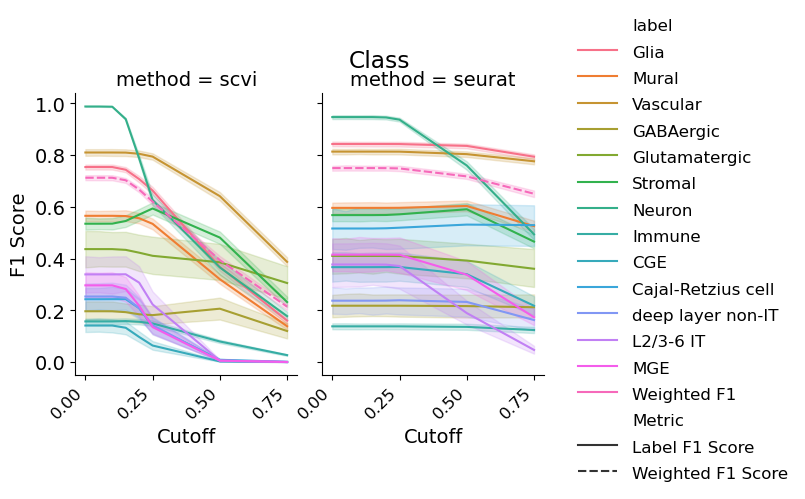 Class
method = scvi
method = seurat
F1 Score
1.0
0.8
0.6
0.4
0.2
0.0
0.00
0.25
0.50
0.75
Cutoff
0.00
0.25
0.50
0.75
Cutoff
label
Glia
Mural
Vascular
GABAergic
Glutamatergic
Stromal
Neuron
Immune
CGE
Cajal-Retzius cell
deep layer non-IT
L2/3-6 IT
MGE
Weighted F1
Metric
Label F1 Score
Weighted F1 Score